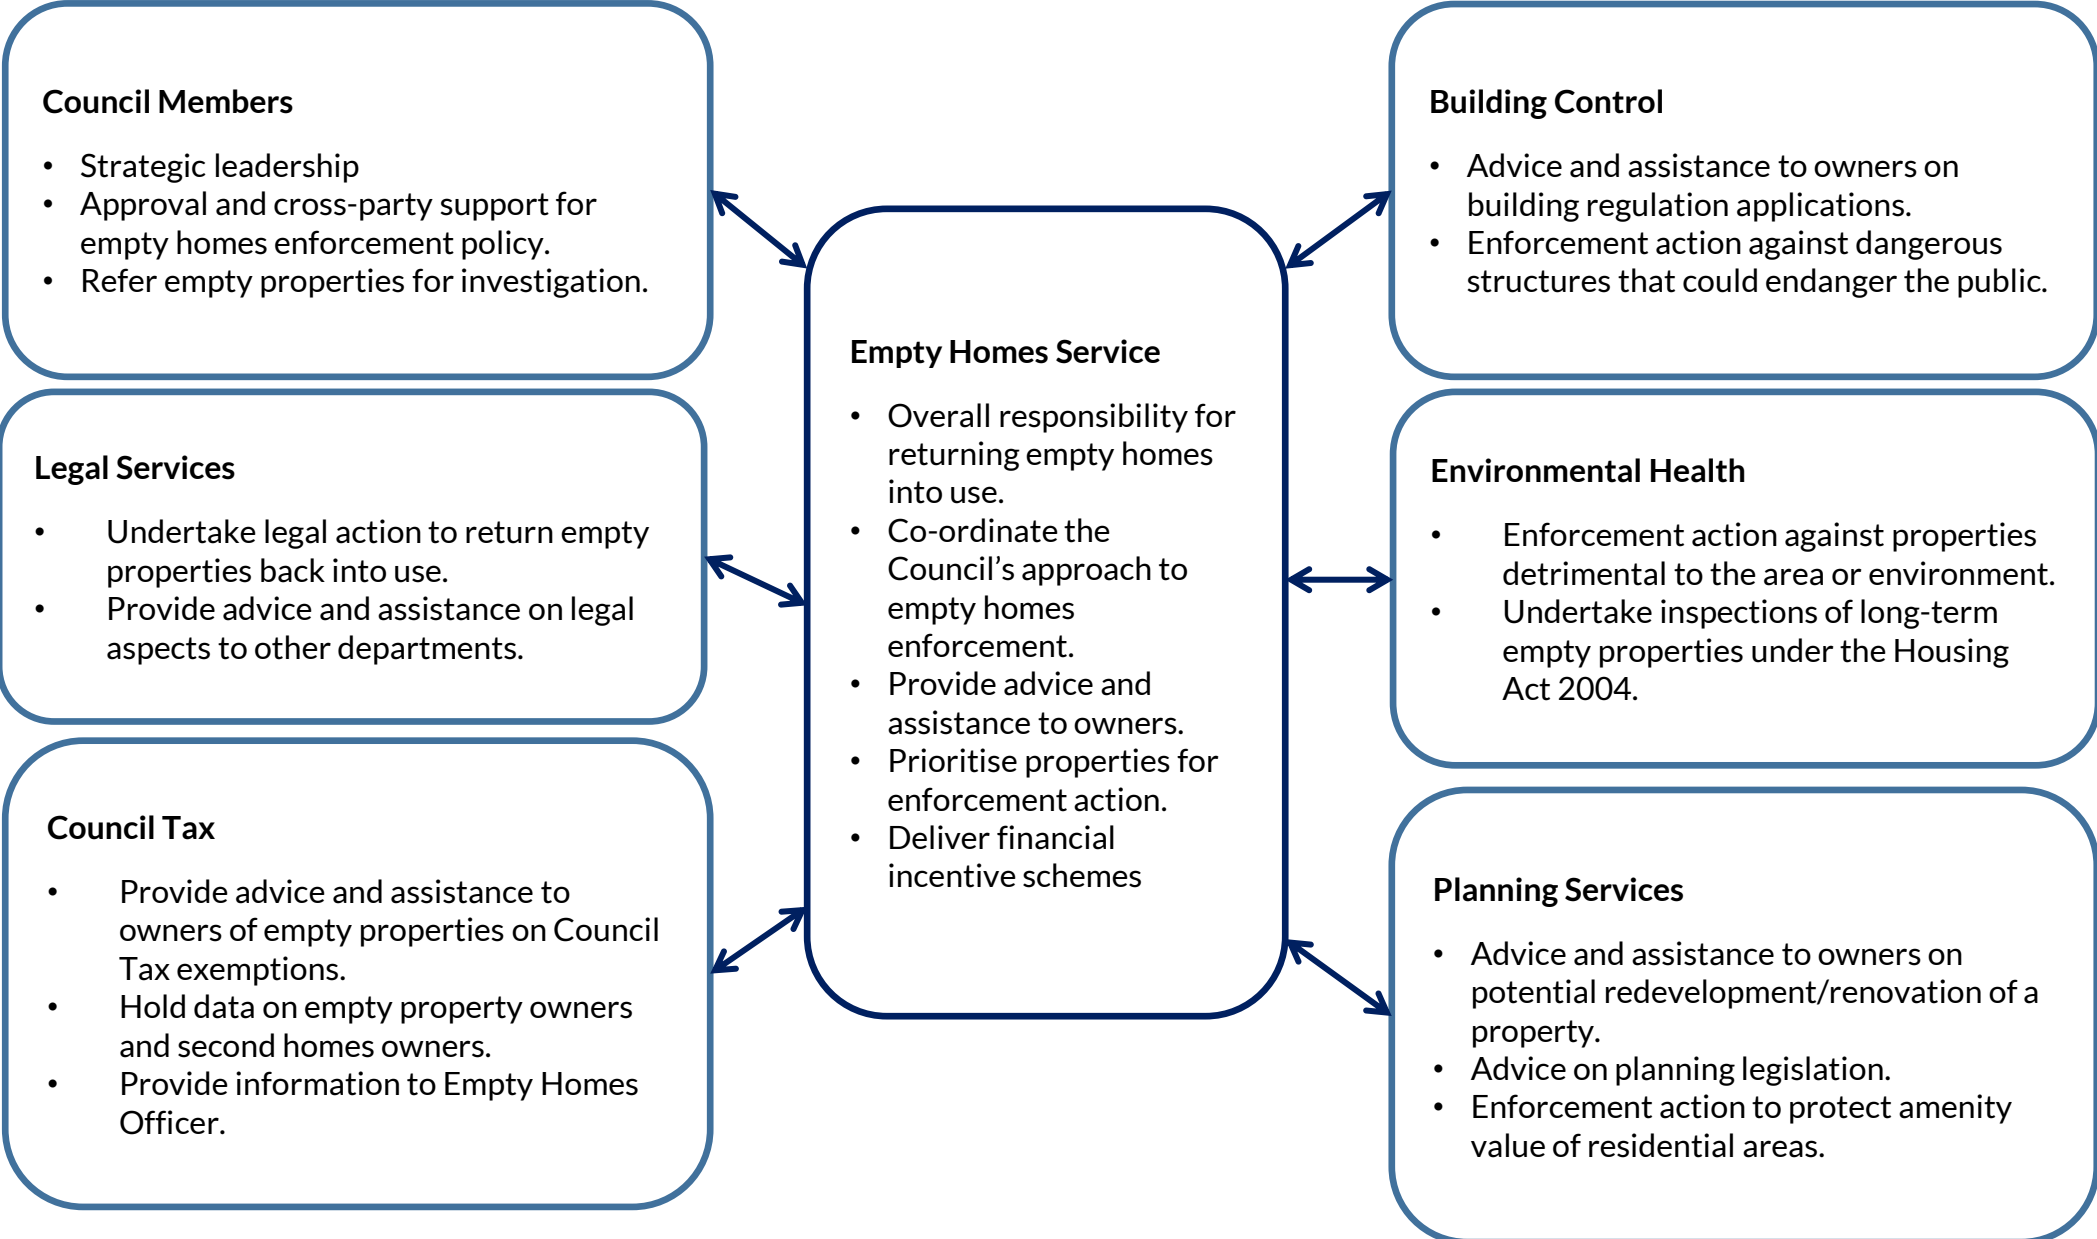 Council Members
• Strategic leadership
• Approval and cross-party support for
empty homes enforcement policy.
• Refer empty properties for investigation.
Legal Services
• Undertake legal action to return empty
properties back into use.
• Provide advice and assistance on legal
aspects to other departments.
Council Tax
• Provide advice and assistance to
owners of empty properties on Council
Tax exemptions.
• Hold data on empty property owners
and second homes owners.
• Provide information to Empty Homes
Officer.
Empty Homes Service
• Overall responsibility for
returning empty homes
into use.
• Co-ordinate the
Council’s approach to
empty homes
enforcement.
• Provide advice and
assistance to owners.
• Prioritise properties for
enforcement action.
• Deliver financial
incentive schemes
Building Control
• Advice and assistance to owners on
building regulation applications.
• Enforcement action against dangerous
structures that could endanger the public.
Environmental Health
• Enforcement action against properties
detrimental to the area or environment.
• Undertake inspections of long-term
empty properties under the Housing
Act 2004.
Planning Services
• Advice and assistance to owners on
potential redevelopment/renovation of a
property.
• Advice on planning legislation.
• Enforcement action to protect amenity
value of residential areas.